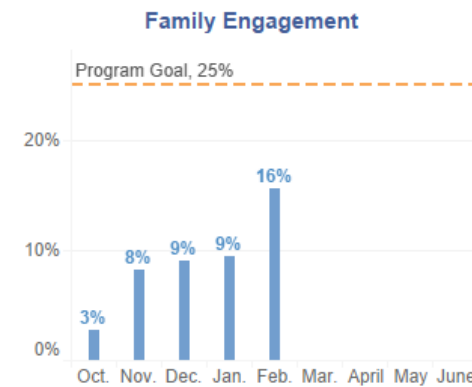 Family Engagement
Program Goal, 25%
20%
16%
10%
8%
9%
9%
3%
0%
Oct. Nov. Dec. Jan. Feb. Mar. April May June